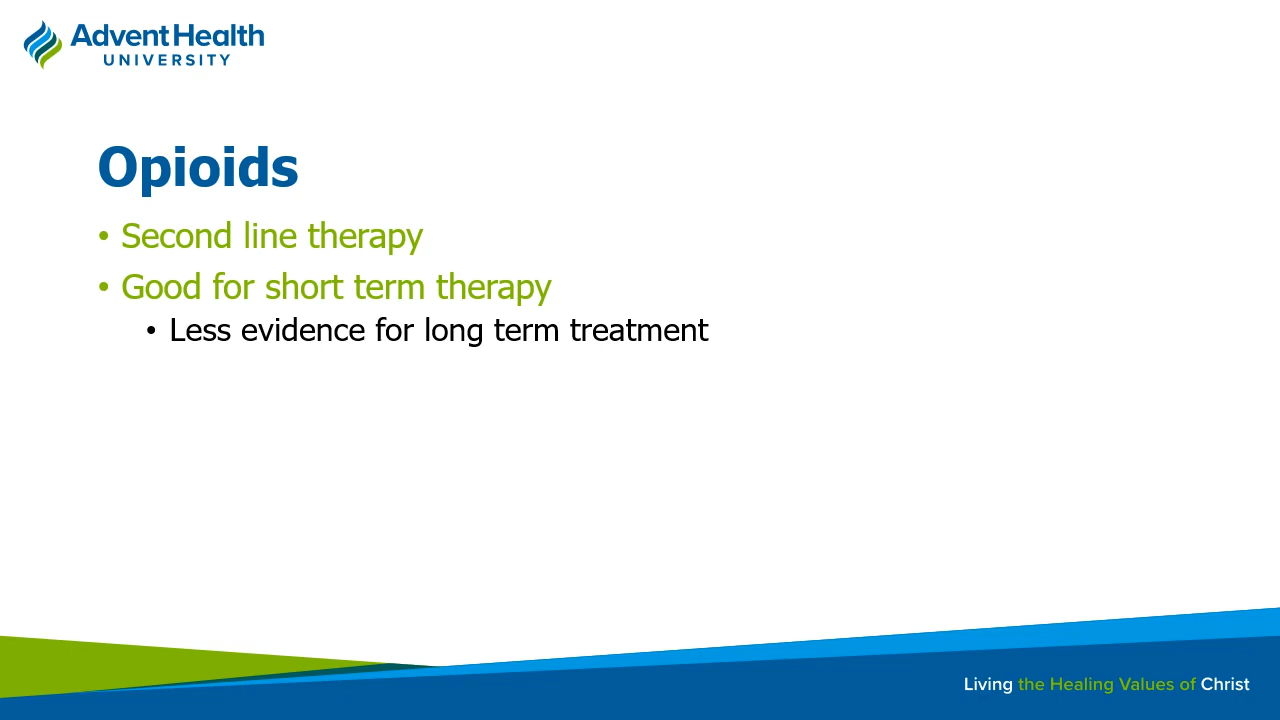 AdventHealth
UNIVERSITY
Opioids
• Second line therapy
• Good for short term therapy
• Less evidence for long term treatment
Living the Healing Values of Christ